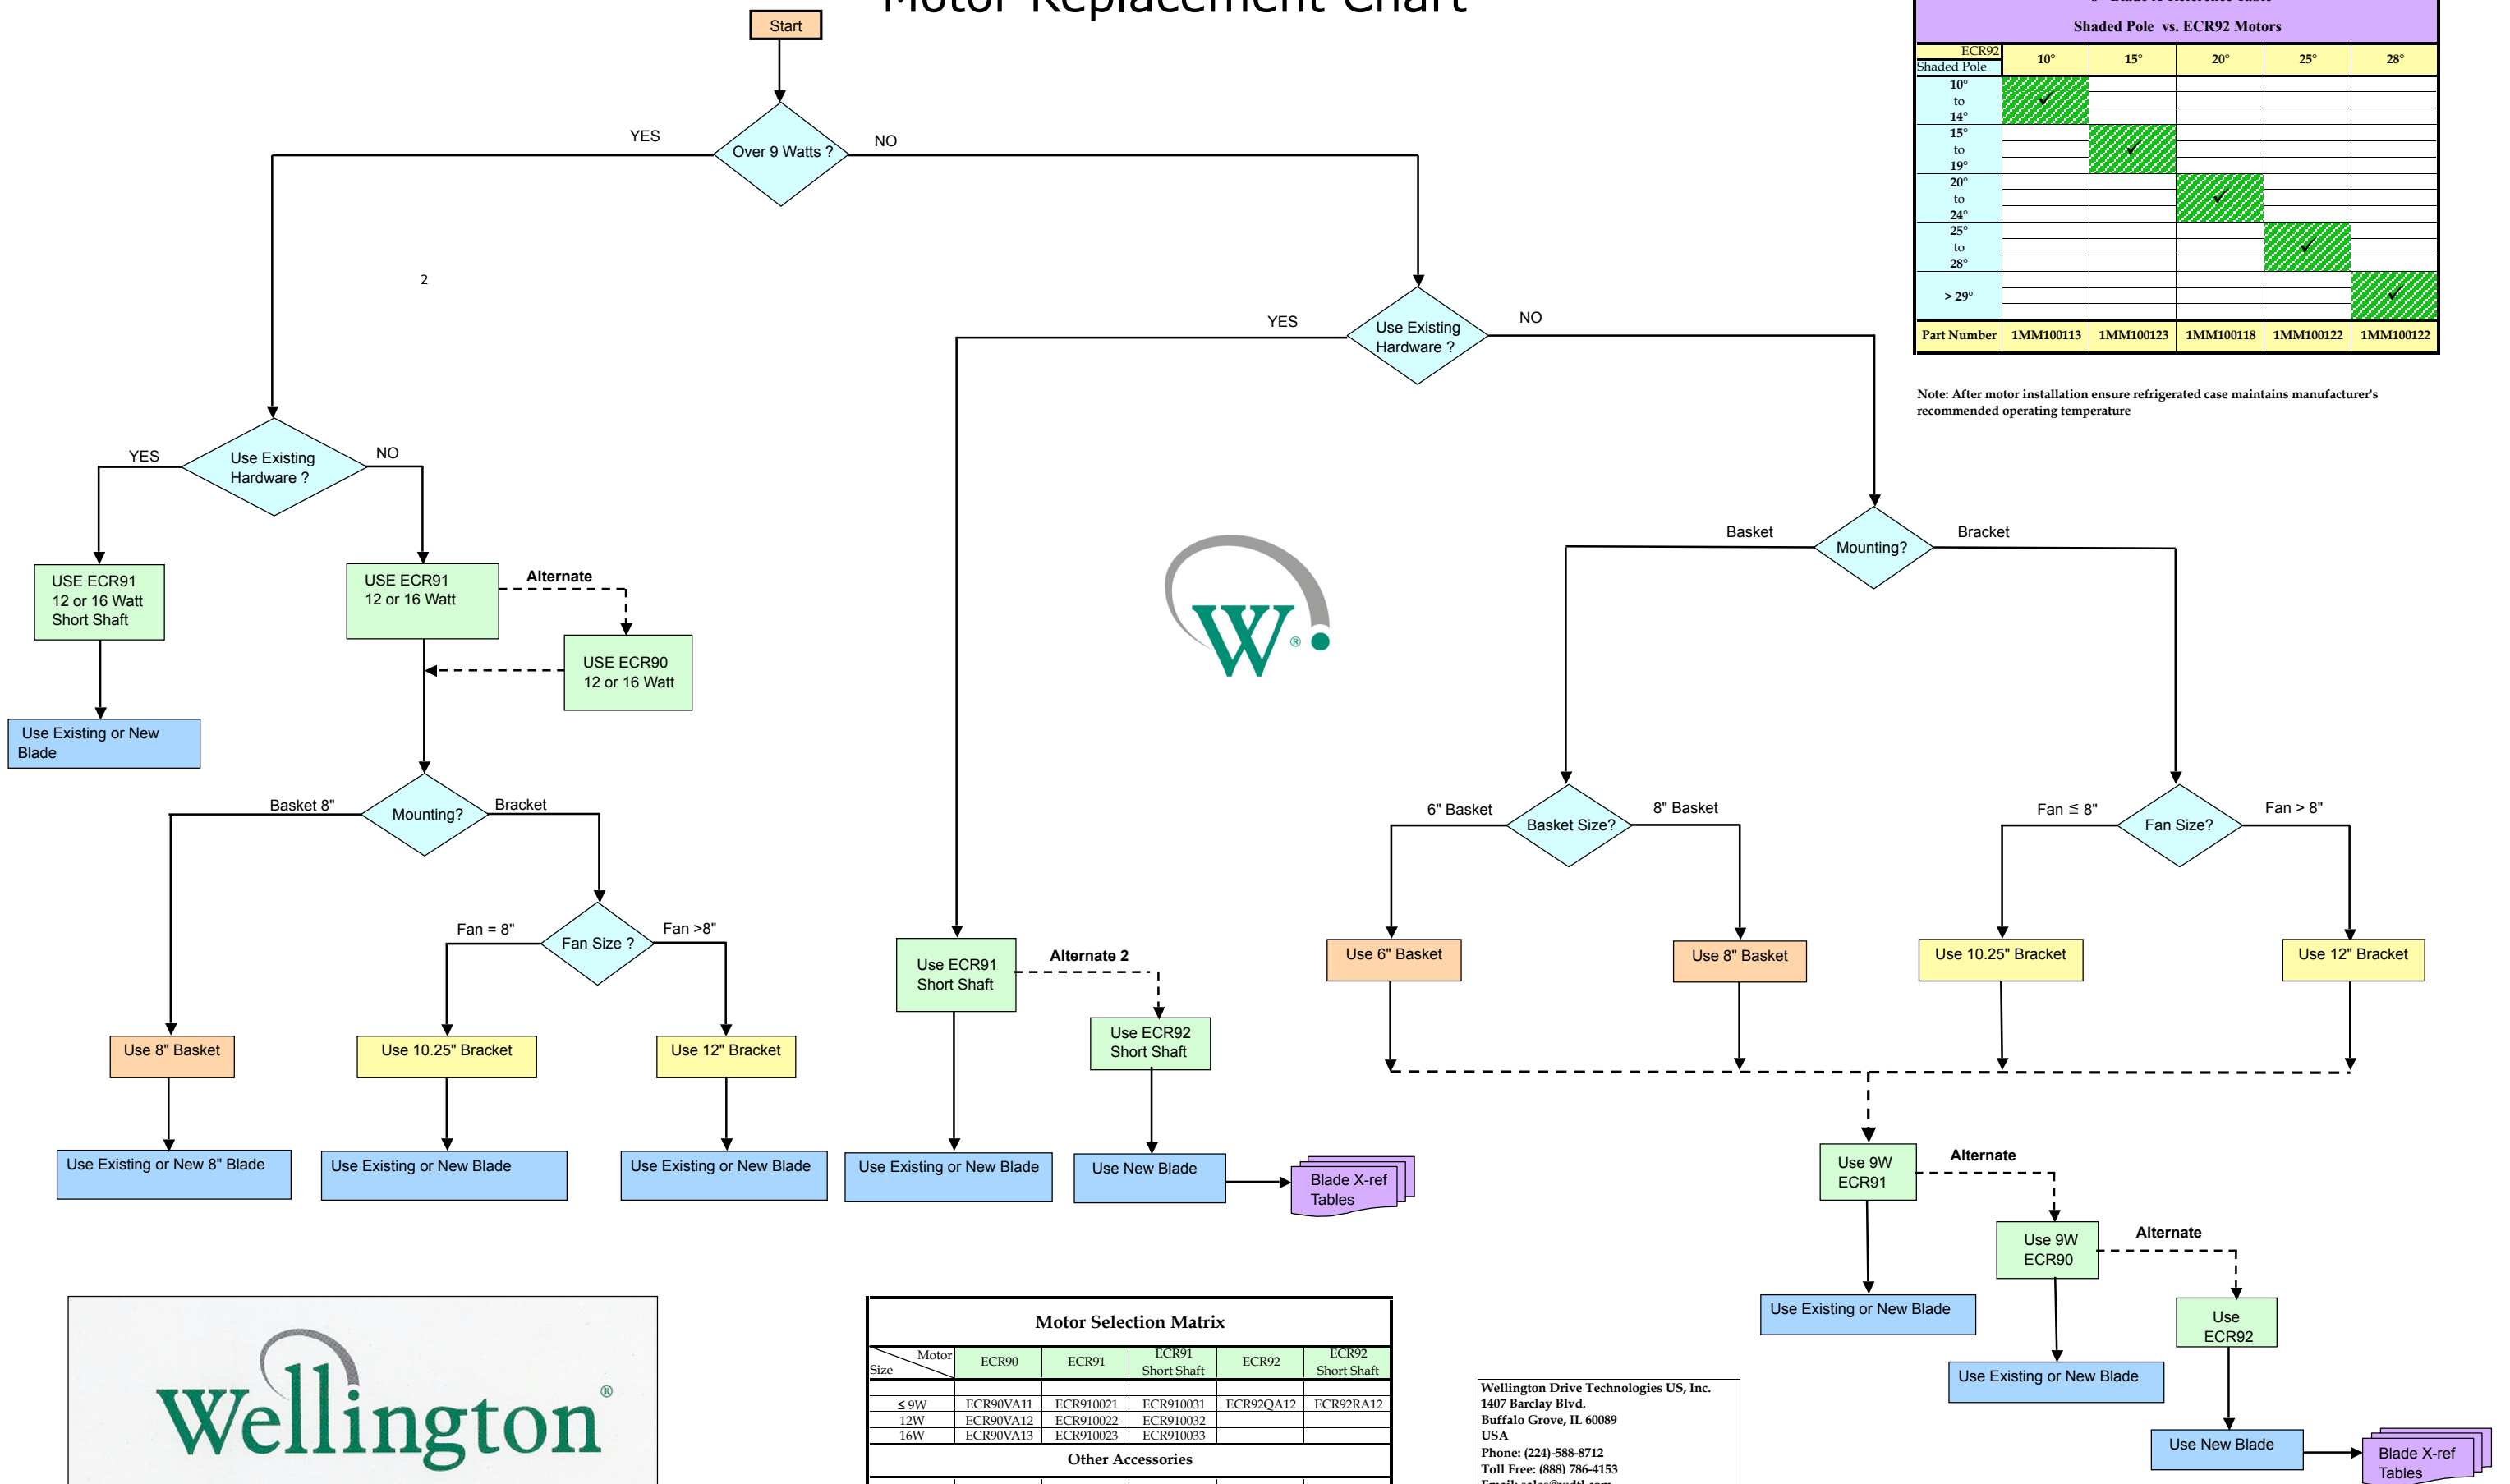 Motor Replacement Chart
Start
Over 9 Watts ?
YES
NO
2
Use Existing
Hardware ?
YES
NO
USE ECR91
12 or 16 Watt
Short Shaft
Use Existing or New
Blade
USE ECR91
12 or 16 Watt
Alternate
USE ECR90
12 or 16 Watt
Mounting?
Basket 8"
Bracket
Fan Size ?
Fan = 8"
Fan >8"
Use 8" Basket
Use 10.25" Bracket
Use 12" Bracket
Use Existing or New 8" Blade
Use Existing or New Blade
Use Existing or New Blade
Use Existing
Hardware ?
YES
NO
Use ECR91
Short Shaft
Alternate 2
Use ECR92
Short Shaft
Use Existing or New Blade
Use New Blade
Blade X-ref
Tables
W®
Mounting?
Basket
Bracket
Basket Size?
6" Basket
8" Basket
Fan Size?
Fan ≦ 8"
Fan > 8"
Use 6" Basket
Use 8" Basket
Use 10.25" Bracket
Use 12" Bracket
Use 9W
ECR91
Alternate
Use 9W
ECR90
Alternate
Use
ECR92
Use Existing or New Blade
Use Existing or New Blade
Use New Blade
Blade X-ref
Tables
Shaded Pole vs. ECR92 Motors
ECR92
Shaded Pole
10° 15° 20° 25° 28°
10°
to
14°
✓
15°
to
19°
✓
20°
to
24°
✓
25°
to
28°
✓
> 29° ✓
Part Number 1MM100113 1MM100123 1MM100118 1MM100122 1MM100122
Note: After motor installation ensure refrigerated case maintains manufacturer's
recommended operating temperature
Wellington®
Motor Selection Matrix
Motor
Size
ECR90 ECR91 ECR91 Short Shaft ECR92 ECR92 Short Shaft
≤ 9W ECR90VA11 ECR910021 ECR910031 ECR92QA12 ECR92RA12
12W ECR90VA12 ECR910022 ECR910032
16W ECR90VA13 ECR910023 ECR910033
Other Accessories
Wellington Drive Technologies US, Inc.
1407 Barclay Blvd.
Buffalo Grove, IL 60089
USA
Phone: (224)-588-8712
Toll Free: (888) 786-4153